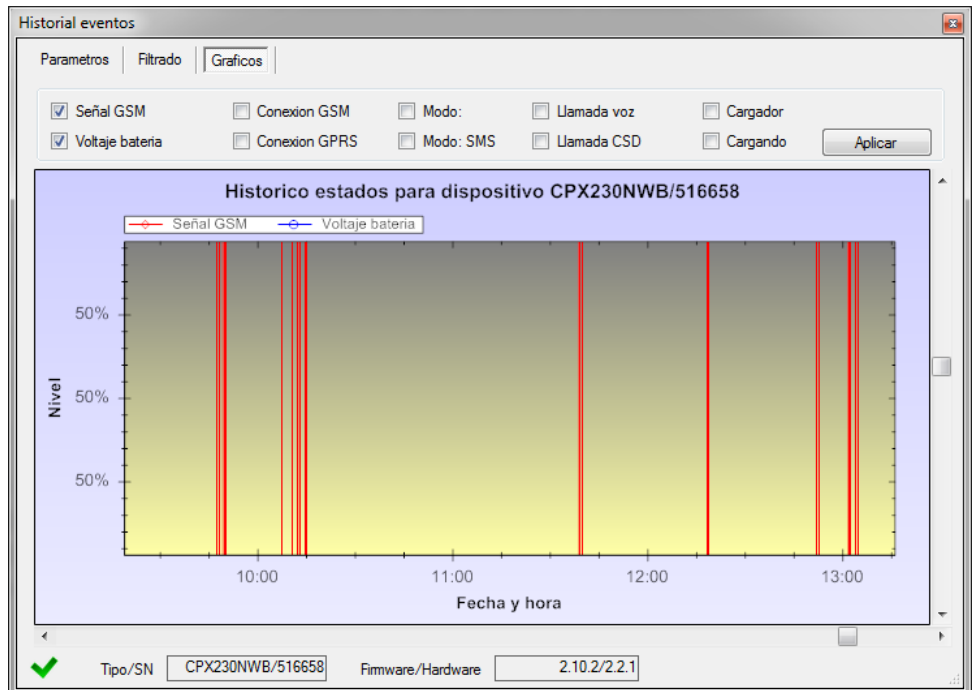 Historial eventos
Parametros Filtrado Graficos
Señal GSM Conexion GSM Modo: Llamada voz Cargador
Voltaje bateria Conexion GPRS Modo: SMS Llamada CSD Cargando Aplicar
Historico estados para dispositivo CPX230NWB/516658
Señal GSM Voltaje bateria
50%
50%
50%
Nivel
10:00 11:00 12:00 13:00
Fecha y hora
Tipo/SN CPX230NWB/516658 Firmware/Hardware 2.10.2/2.2.1